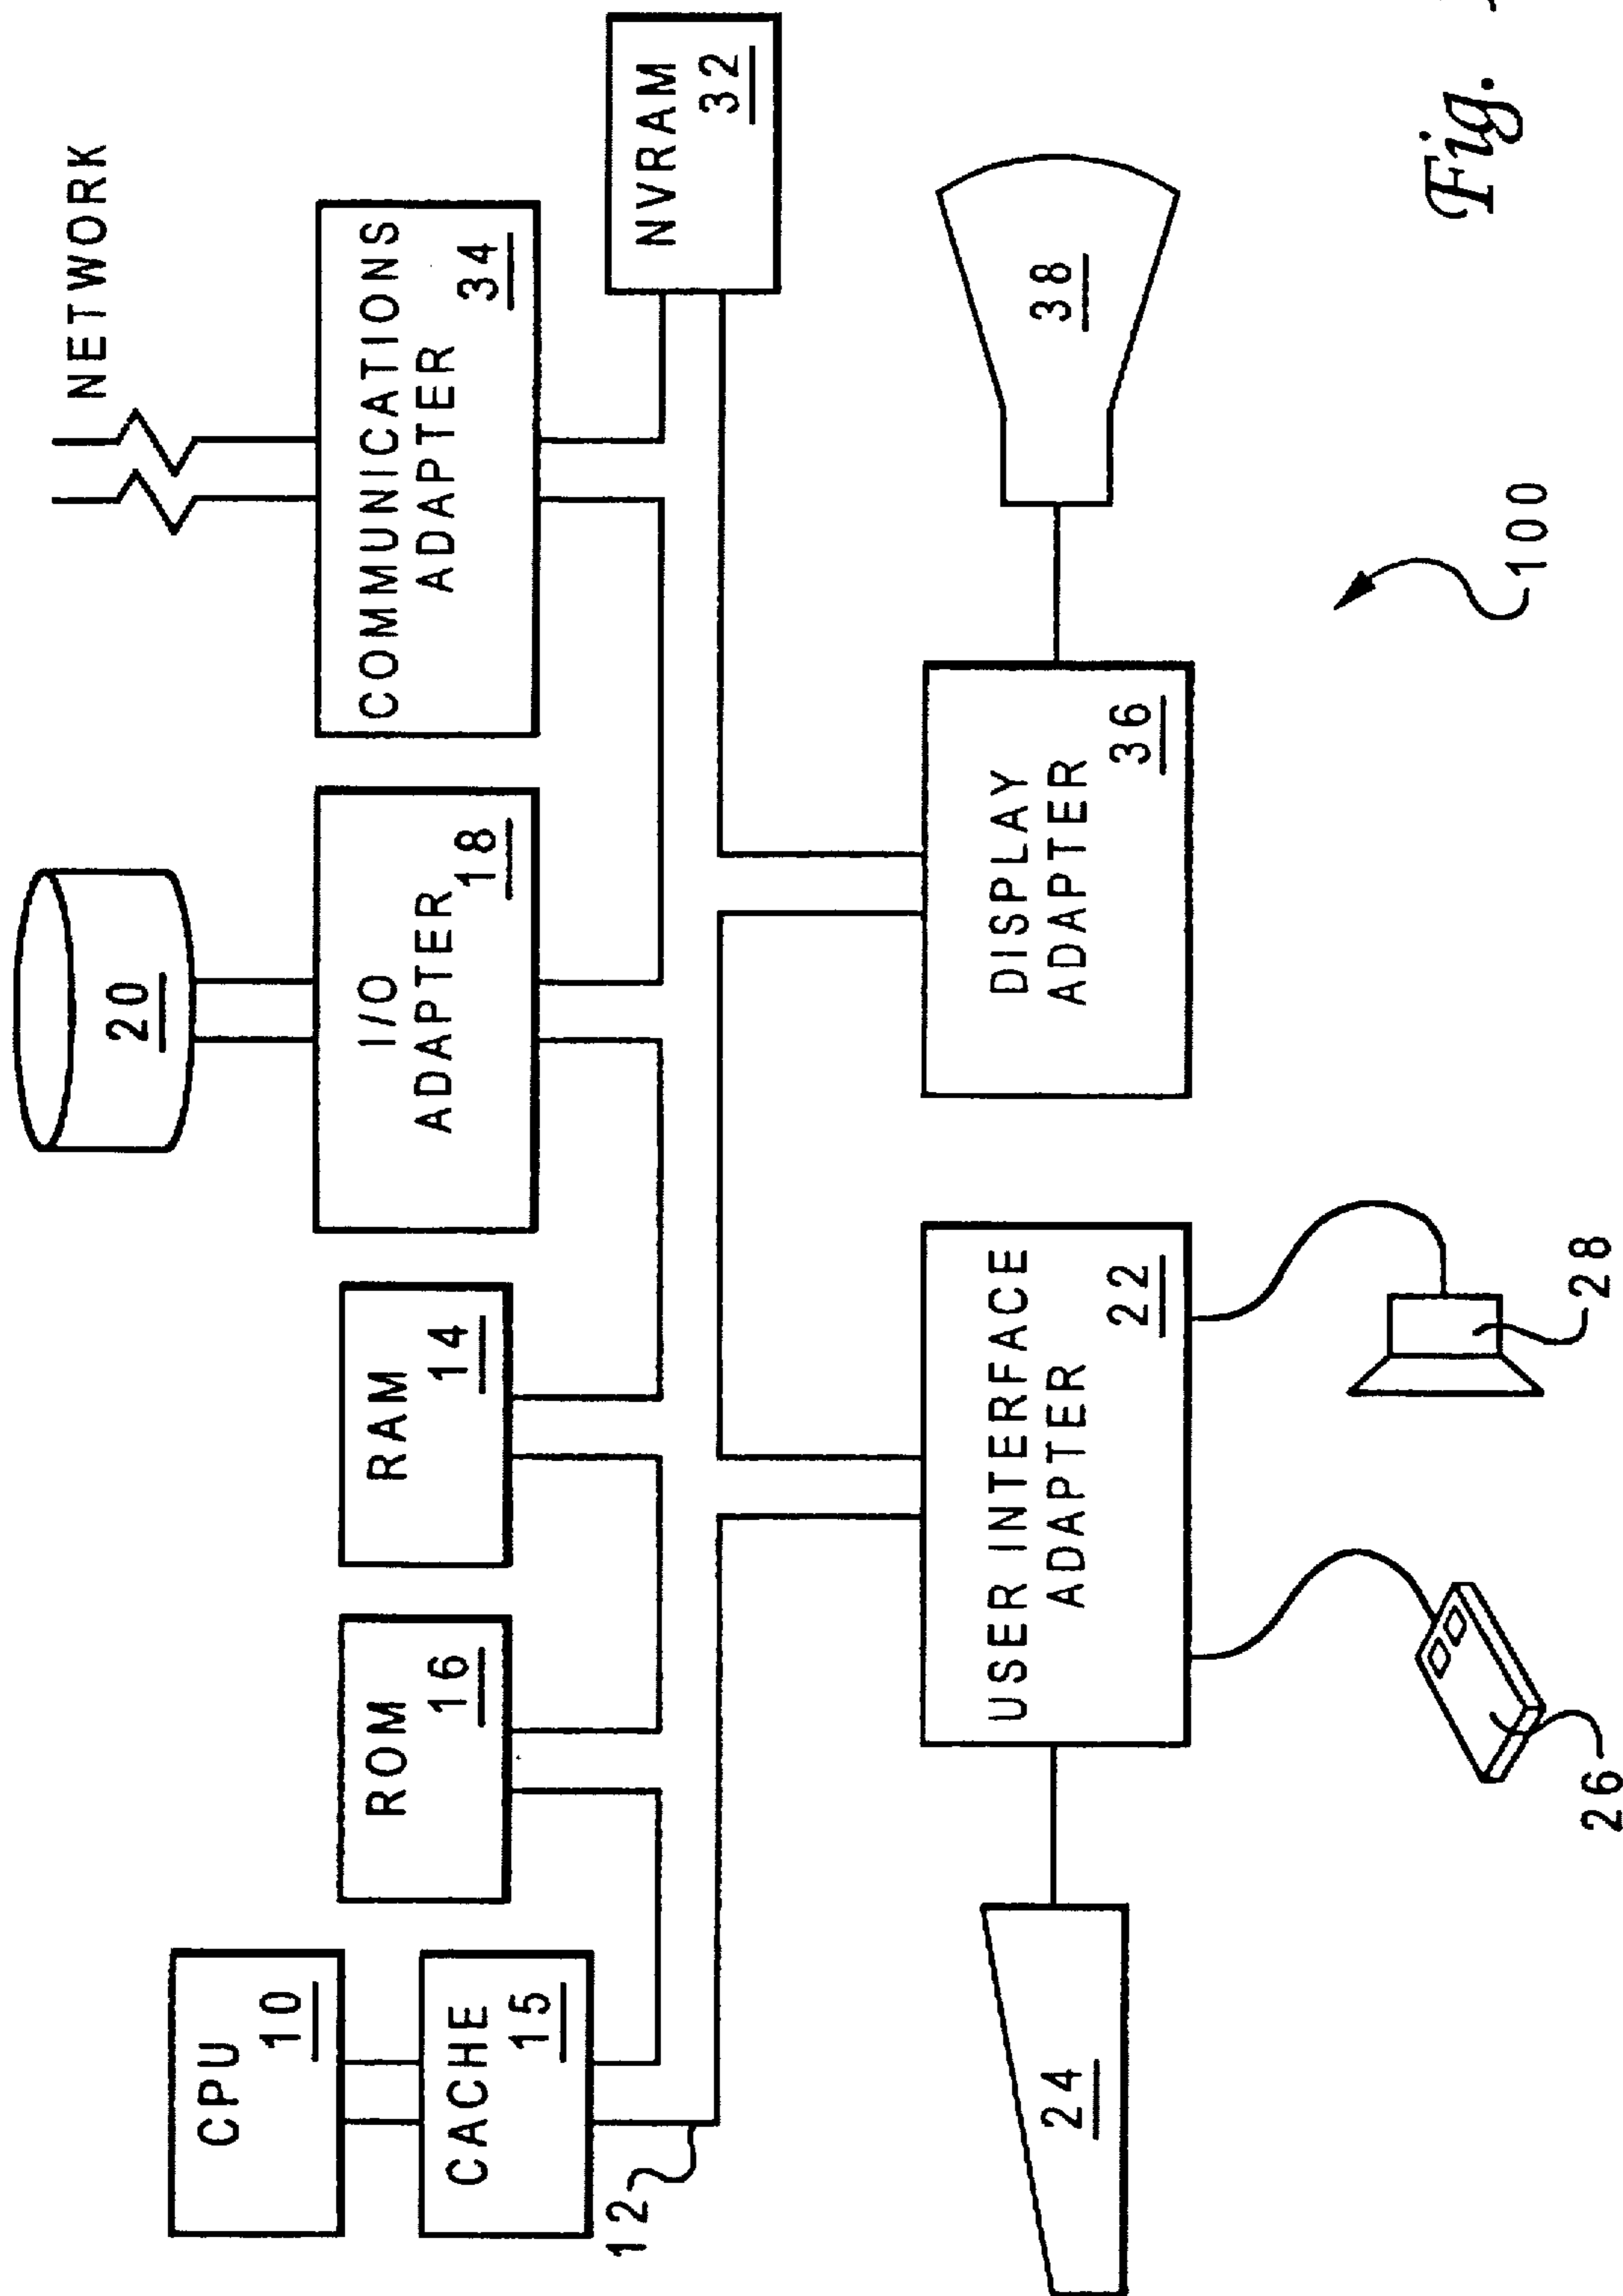 NETWORK
20
CPU
10
CACHE
15
12
ROM
16
RAM
14
I/O
ADAPTER
18
COMMUNICATIONS
ADAPTER
34
NVRAM
32
24
USER INTERFACE
ADAPTER
22
DISPLAY
ADAPTER
36
38
26
28
100
Fig.